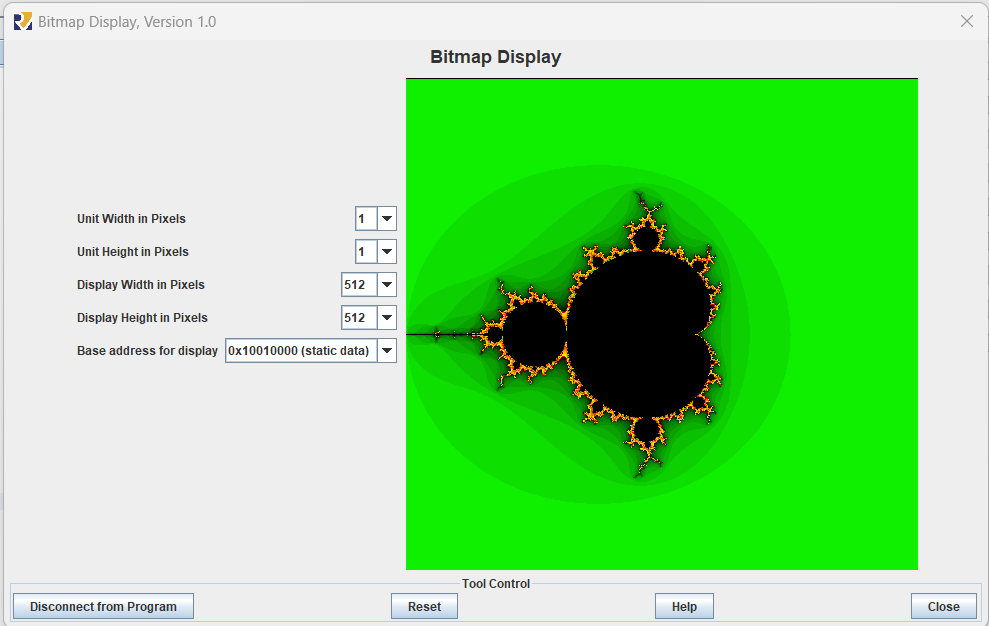 Bitmap Display, Version 1.0
Bitmap Display
Unit Width in Pixels 1
Unit Height in Pixels 1
Display Width in Pixels 512
Display Height in Pixels 512
Base address for display 0x10010000 (static data)
Tool Control
Disconnect from Program Reset Help Close